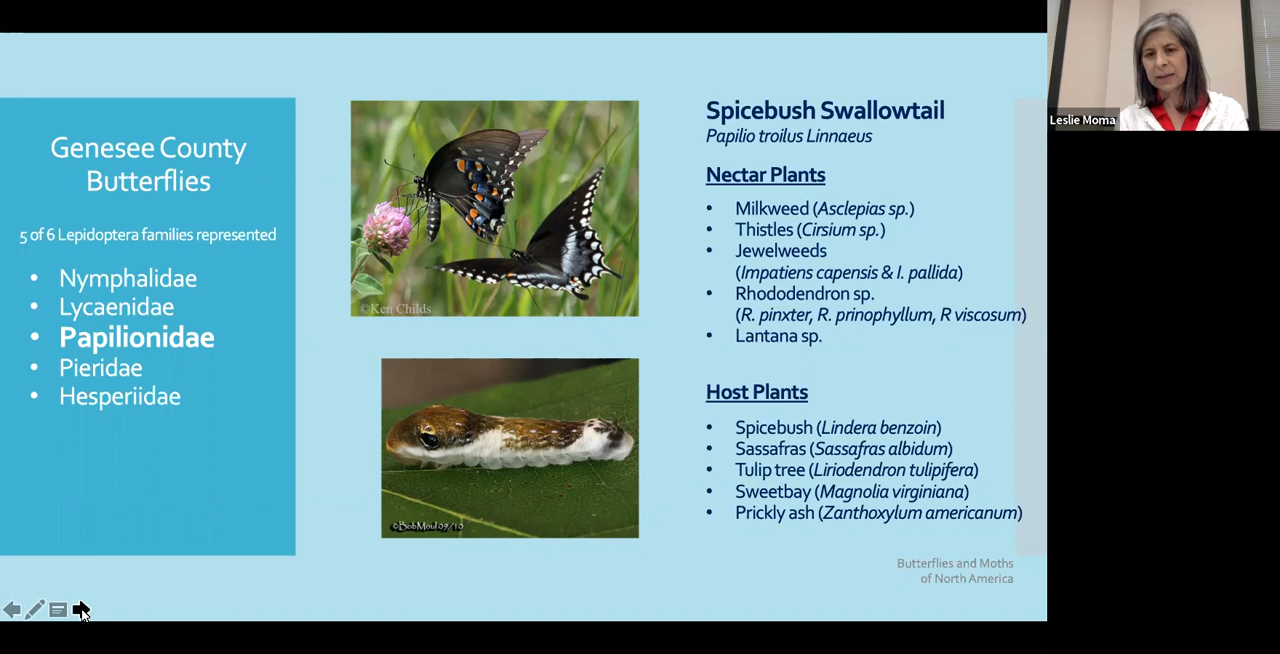 Genesee County
Butterflies
5 of 6 Lepidoptera families represented
• Nymphalidae
• Lycaenidae
• Papilionidae
• Pieridae
• Hesperiidae
©Ken Childs
©BobMoul 09/10
Spicebush Swallowtail
Papilio troilus Linnaeus
Nectar Plants
• Milkweed (Asclepias sp.)
• Thistles (Cirsium sp.)
• Jewelweeds
(Impatiens capensis & I. pallida)
• Rhododendron sp.
(R. pinxter, R. prinophyllum, R viscosum)
• Lantana sp.
Host Plants
• Spicebush (Lindera benzoin)
• Sassafras (Sassafras albidum)
• Tulip tree (Liriodendron tulipifera)
• Sweetbay (Magnolia virginiana)
• Prickly ash (Zanthoxylum americanum)
Butterflies and Moths
of North America
Leslie Moma